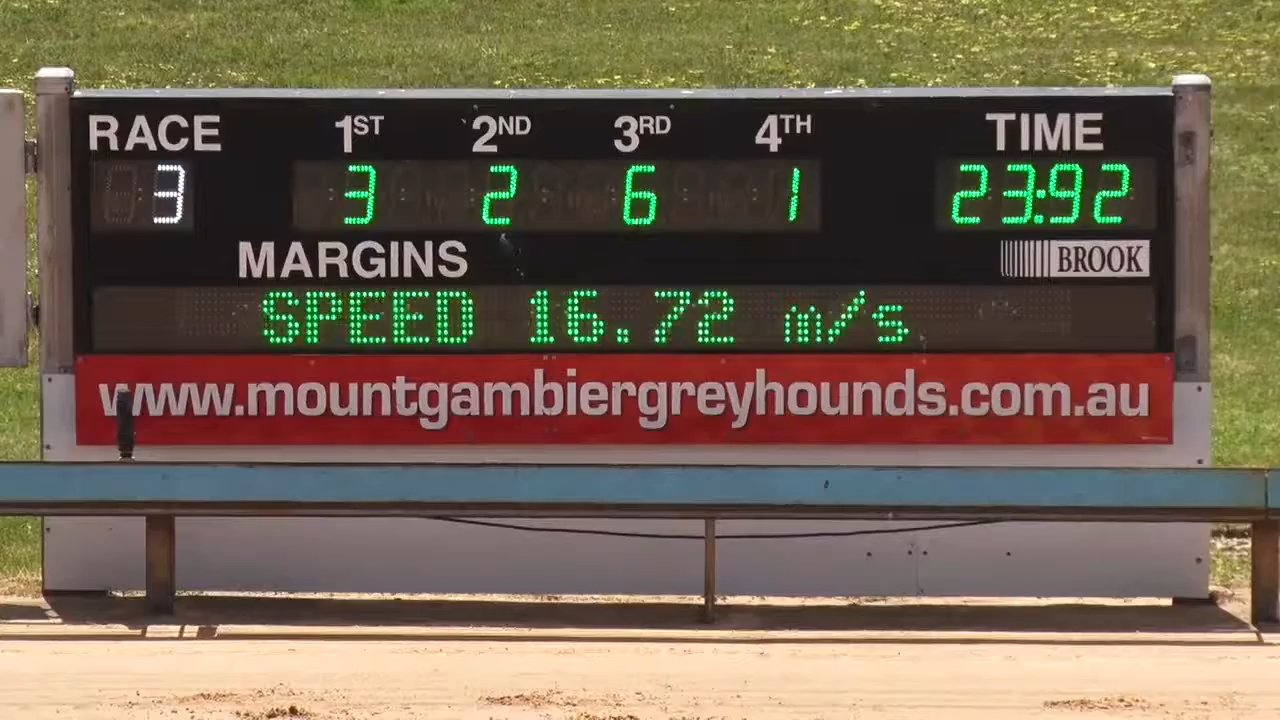 RACE 1ST 2ND 3RD 4TH TIME
3 3 2 6 1 23:92
MARGINS BROOK
SPEED 16.72 m/s
www.mountgambiergreyhounds.com.au